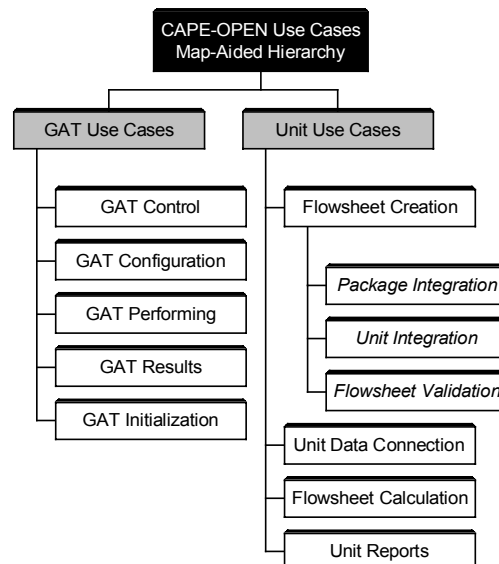 CAPE-OPEN Use Cases
Map-Aided Hierarchy
GAT Use Cases
Unit Use Cases
GAT Control
GAT Configuration
GAT Performing
GAT Results
GAT Initialization
Flowsheet Creation
Package Integration
Unit Integration
Flowsheet Validation
Unit Data Connection
Flowsheet Calculation
Unit Reports